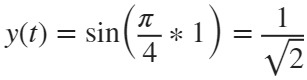 y(t) = sin(π/4 * 1) = 1/√2